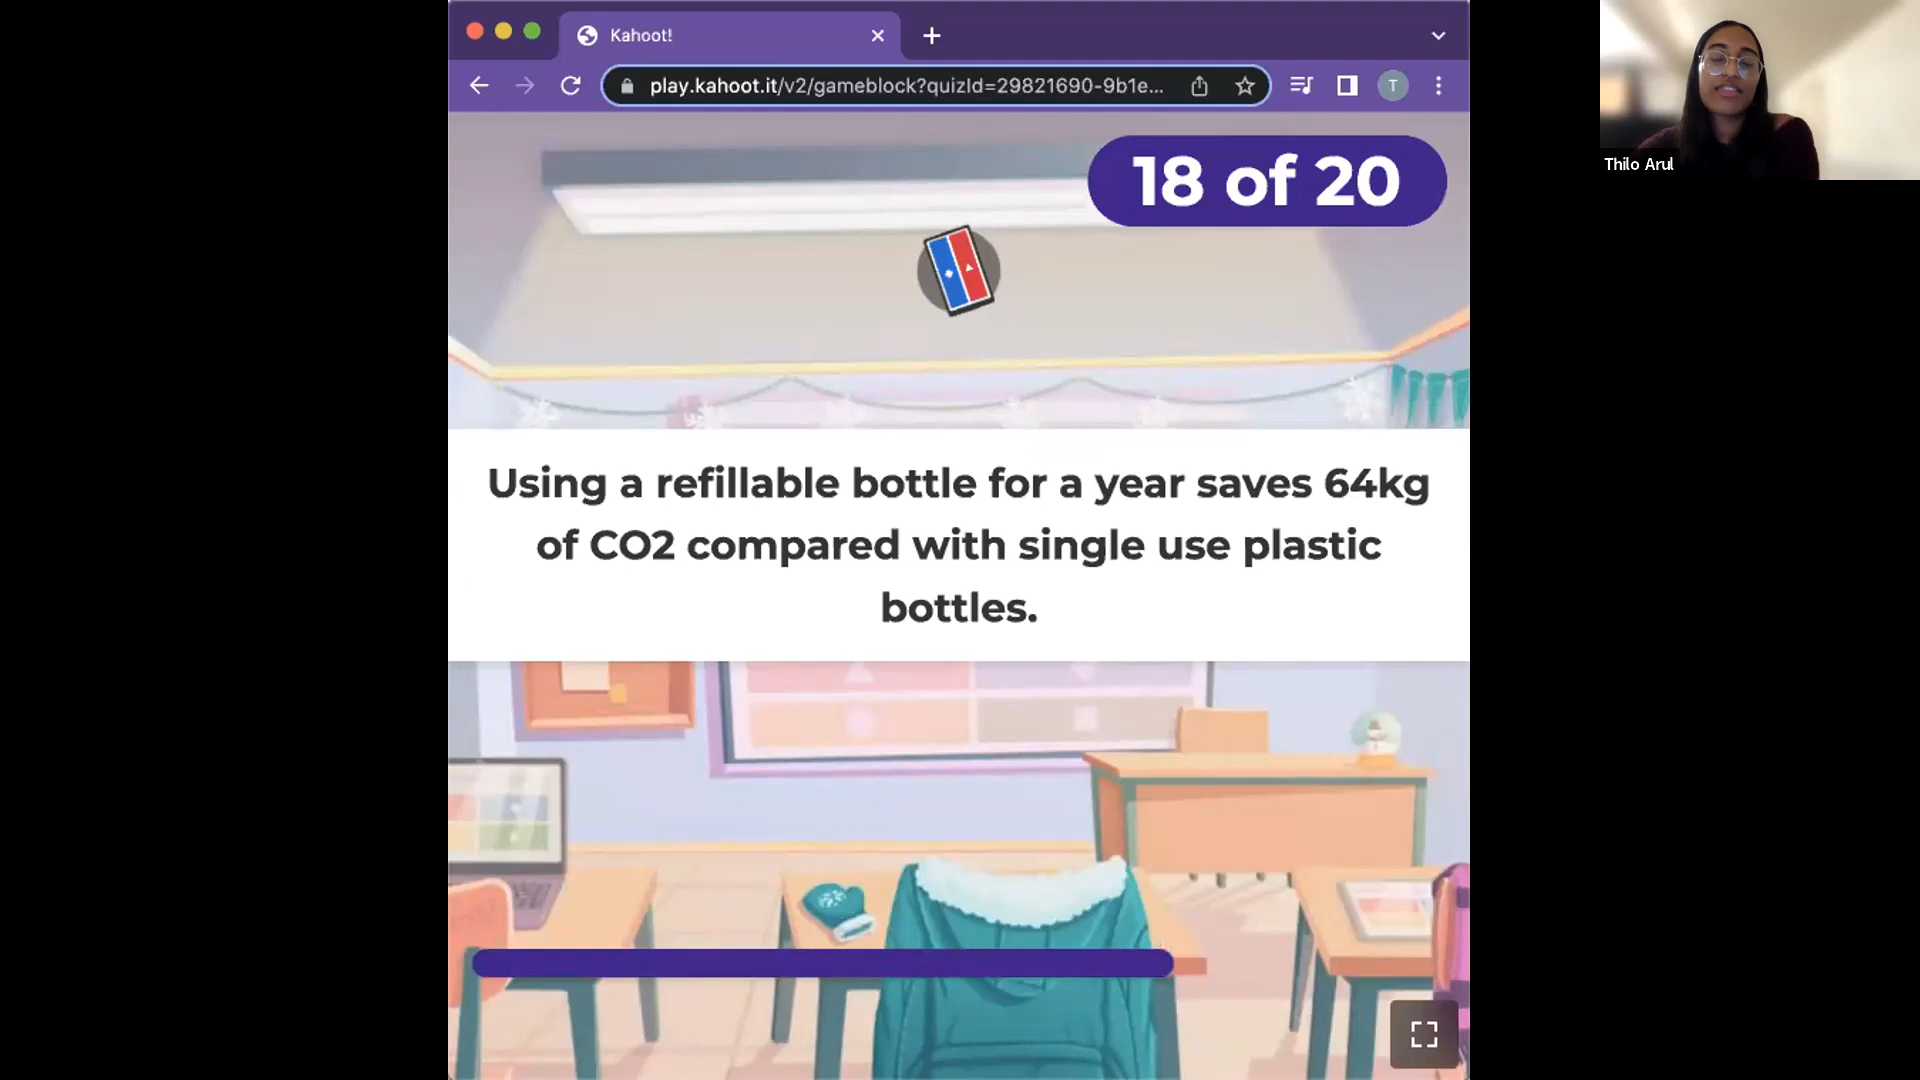 Kahoot!
play.kahoot.it/v2/gameblock?quizId=29821690-9b1e...
T
18 of 20
Thilo Arul
Using a refillable bottle for a year saves 64kg
of CO2 compared with single use plastic
bottles.